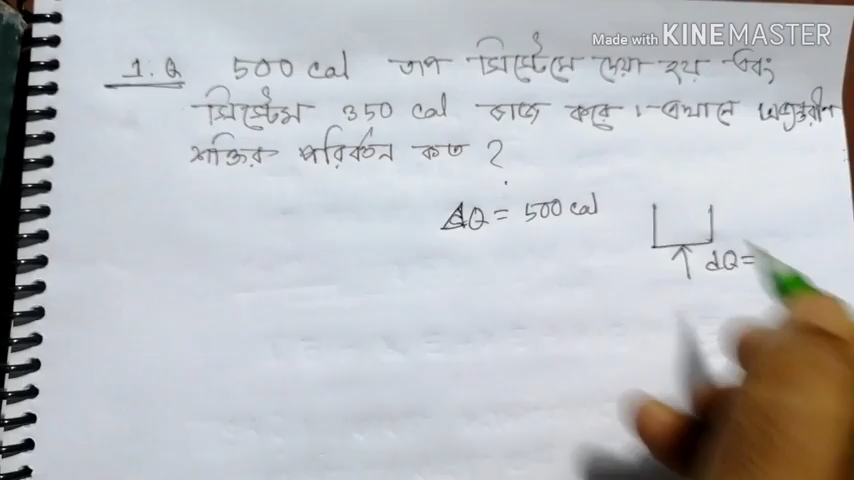 Made with KINEMASTER
1. Q 500 cal তাপ সিস্টেমে দেয়া হয় এবং
সিস্টেম 350 cal কাজ করে। এখানে অভ্যন্তরীণ
শক্তির পরিবর্তন কত ?
ΔQ = 500 cal
dQ =